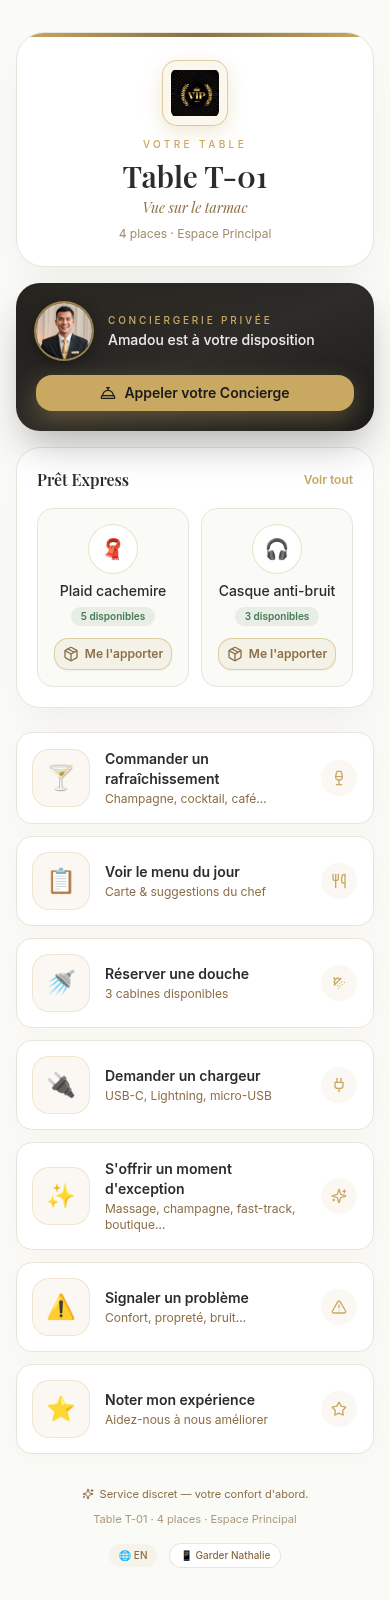 VIP
VOTRE TABLE
Table T-01
Vue sur le tarmac
4 places · Espace Principal
CONCIERGERIE PRIVÉE
Amadou est à votre disposition
Appeler votre Concierge
Prêt Express
Voir tout
Plaid cachemire
Casque anti-bruit
5 disponibles
3 disponibles
Me l'apporter
Me l'apporter
Commander un
rafraîchissement
Champagne, cocktail, café...
Voir le menu du jour
Carte & suggestions du chef
Réserver une douche
3 cabines disponibles
Demander un chargeur
USB-C, Lightning, micro-USB
S'offrir un moment
d'exception
Massage, champagne, fast-track,
boutique...
Signaler un problème
Confort, propreté, bruit...
Noter mon expérience
Aidez-nous à nous améliorer
Service discret — votre confort d'abord.
Table T-01 · 4 places · Espace Principal
EN
Garder Nathalie